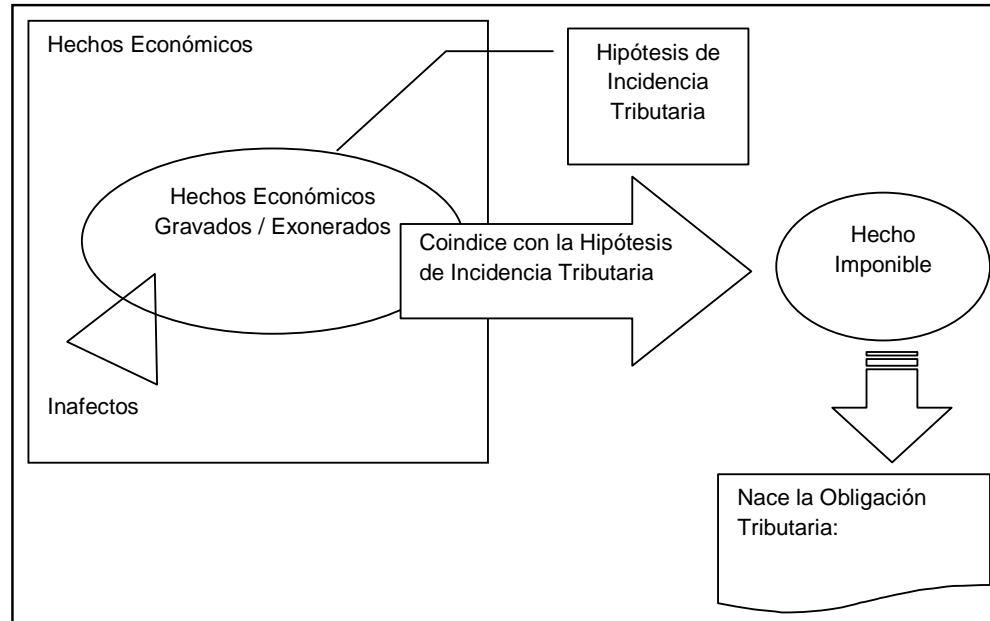 Hechos Económicos
Hipótesis de
Incidencia
Tributaria
Hechos Económicos
Gravados / Exonerados
Coindice con la Hipótesis
de Incidencia Tributaria
Hecho
Imponible
Inafectos
Nace la Obligación
Tributaria: